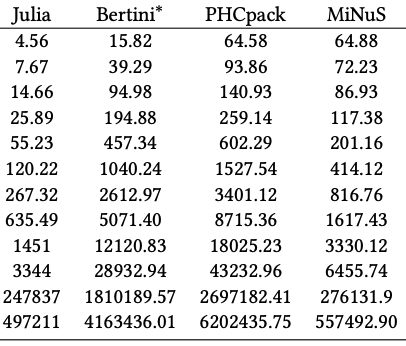 Julia Bertini* PHCpack MiNuS
4.56 15.82 64.58 64.88
7.67 39.29 93.86 72.23
14.66 94.98 140.93 86.93
25.89 194.88 259.14 117.38
55.23 457.34 602.29 201.16
120.22 1040.24 1527.54 414.12
267.32 2612.97 3401.12 816.76
635.49 5071.40 8715.36 1617.43
1451 12120.83 18025.23 3330.12
3344 28932.94 43232.96 6455.74
247837 1810189.57 2697182.41 276131.9
497211 4163436.01 6202435.75 557492.90